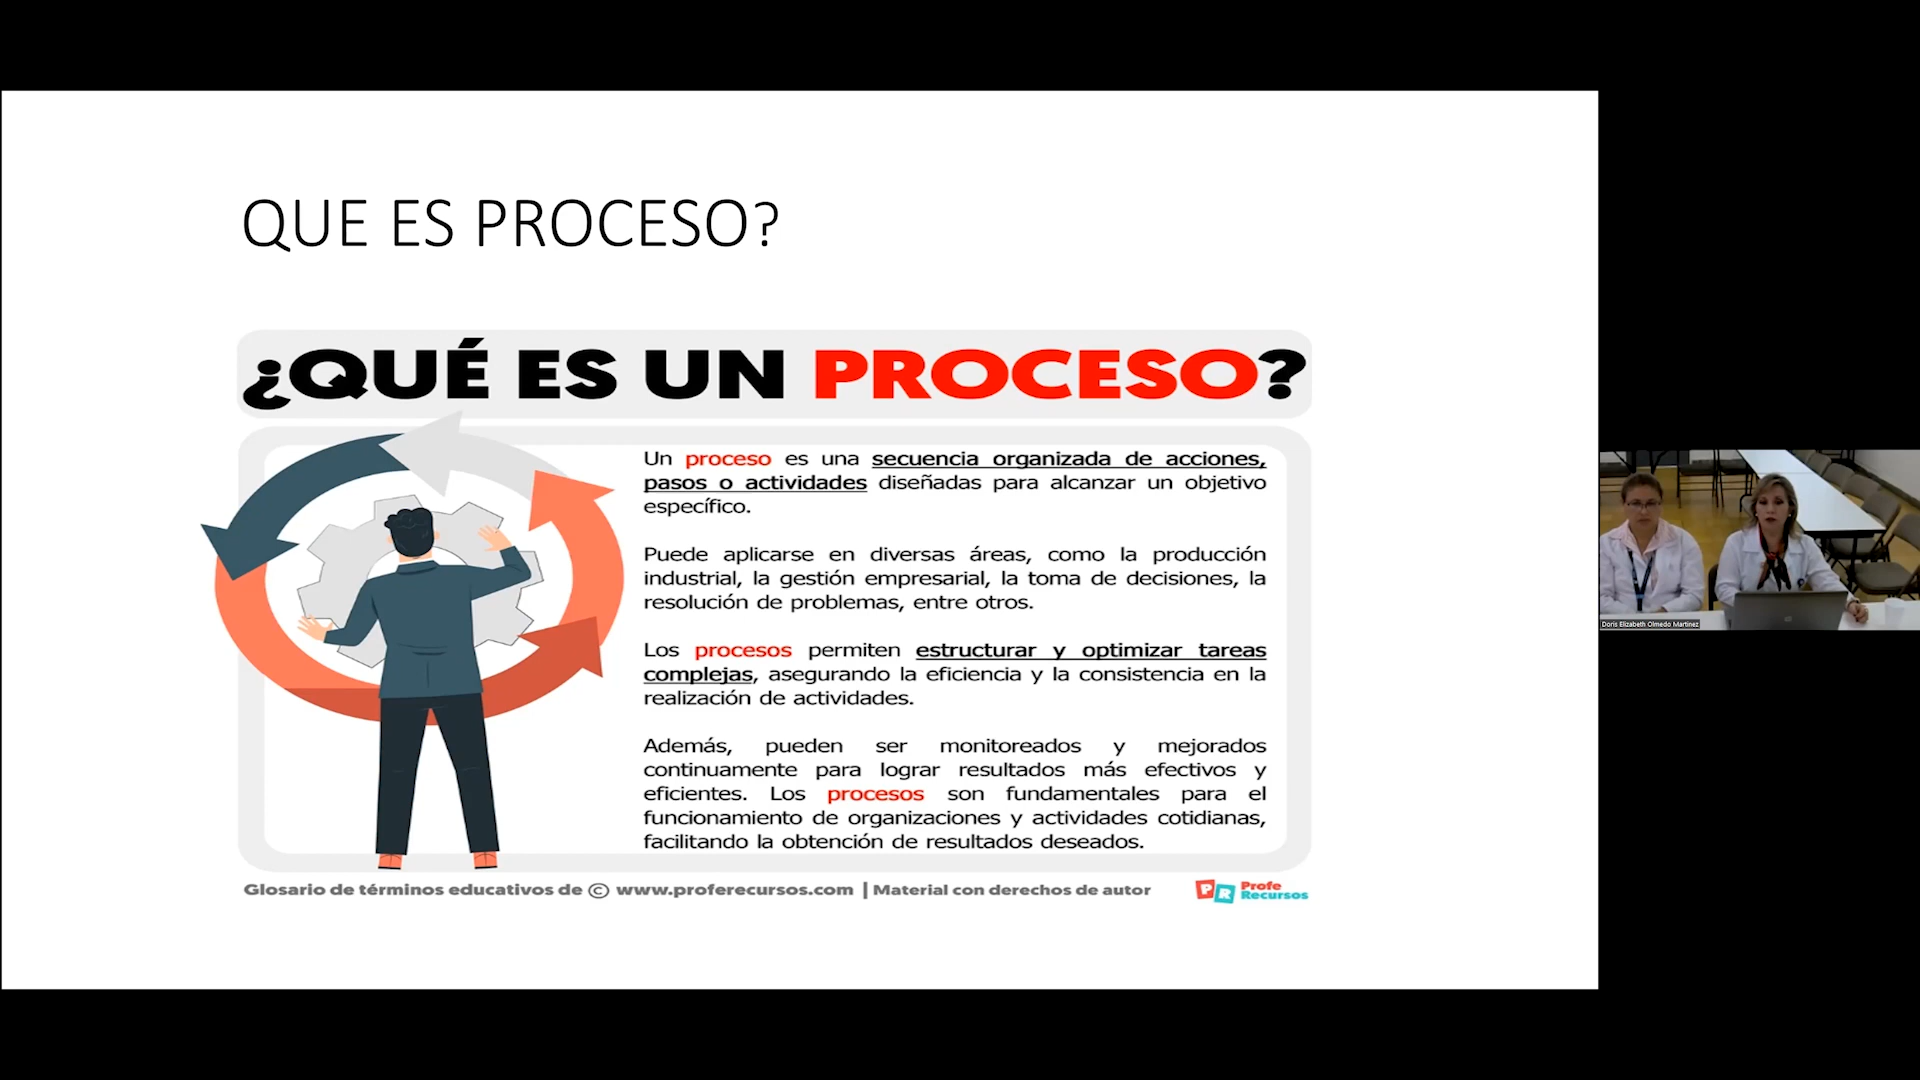 QUE ES PROCESO?
¿QUÉ ES UN PROCESO?
Un proceso es una secuencia organizada de acciones,
pasos o actividades diseñadas para alcanzar un objetivo
específico.
Puede aplicarse en diversas áreas, como la producción
industrial, la gestión empresarial, la toma de decisiones, la
resolución de problemas, entre otros.
Los procesos permiten estructurar y optimizar tareas
complejas, asegurando la eficiencia y la consistencia en la
realización de actividades.
Además, pueden ser monitoreados y mejorados
continuamente para lograr resultados más efectivos y
eficientes. Los procesos son fundamentales para el
funcionamiento de organizaciones y actividades cotidianas,
facilitando la obtención de resultados deseados.
Glosario de términos educativos de © www.proferecursos.com | Material con derechos de autor
PR Profe
Recursos
Doris Elizabeth Olmedo Martinez